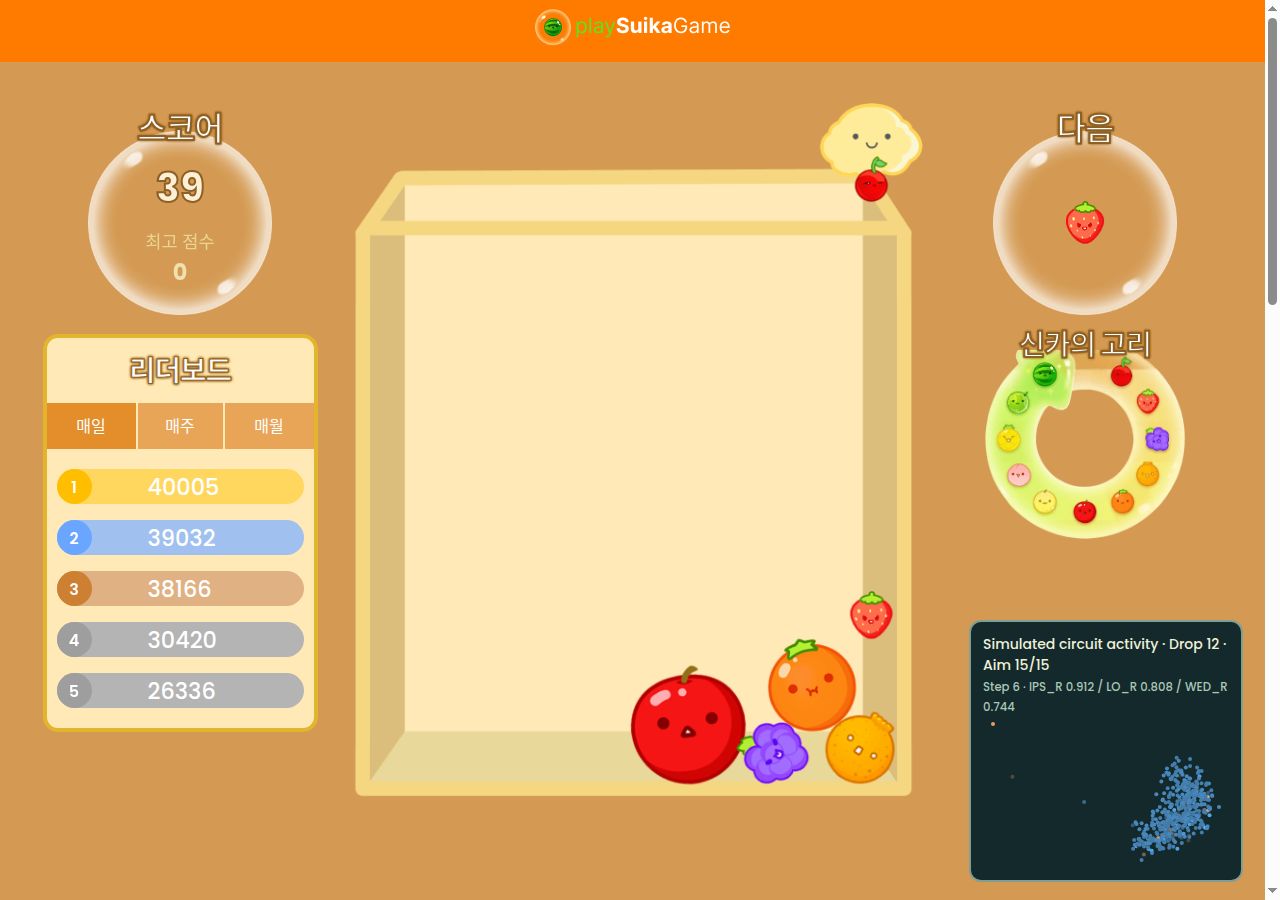 playSuikaGame
스코어
39
최고 점수
0
다음
리더보드
매일 매주 매월
1 40005
2 39032
3 38166
4 30420
5 26336
신카의 고리
Simulated circuit activity · Drop 12 ·
Aim 15/15
Step 6 · IPS_R 0.912 / LO_R 0.808 / WED_R
0.744